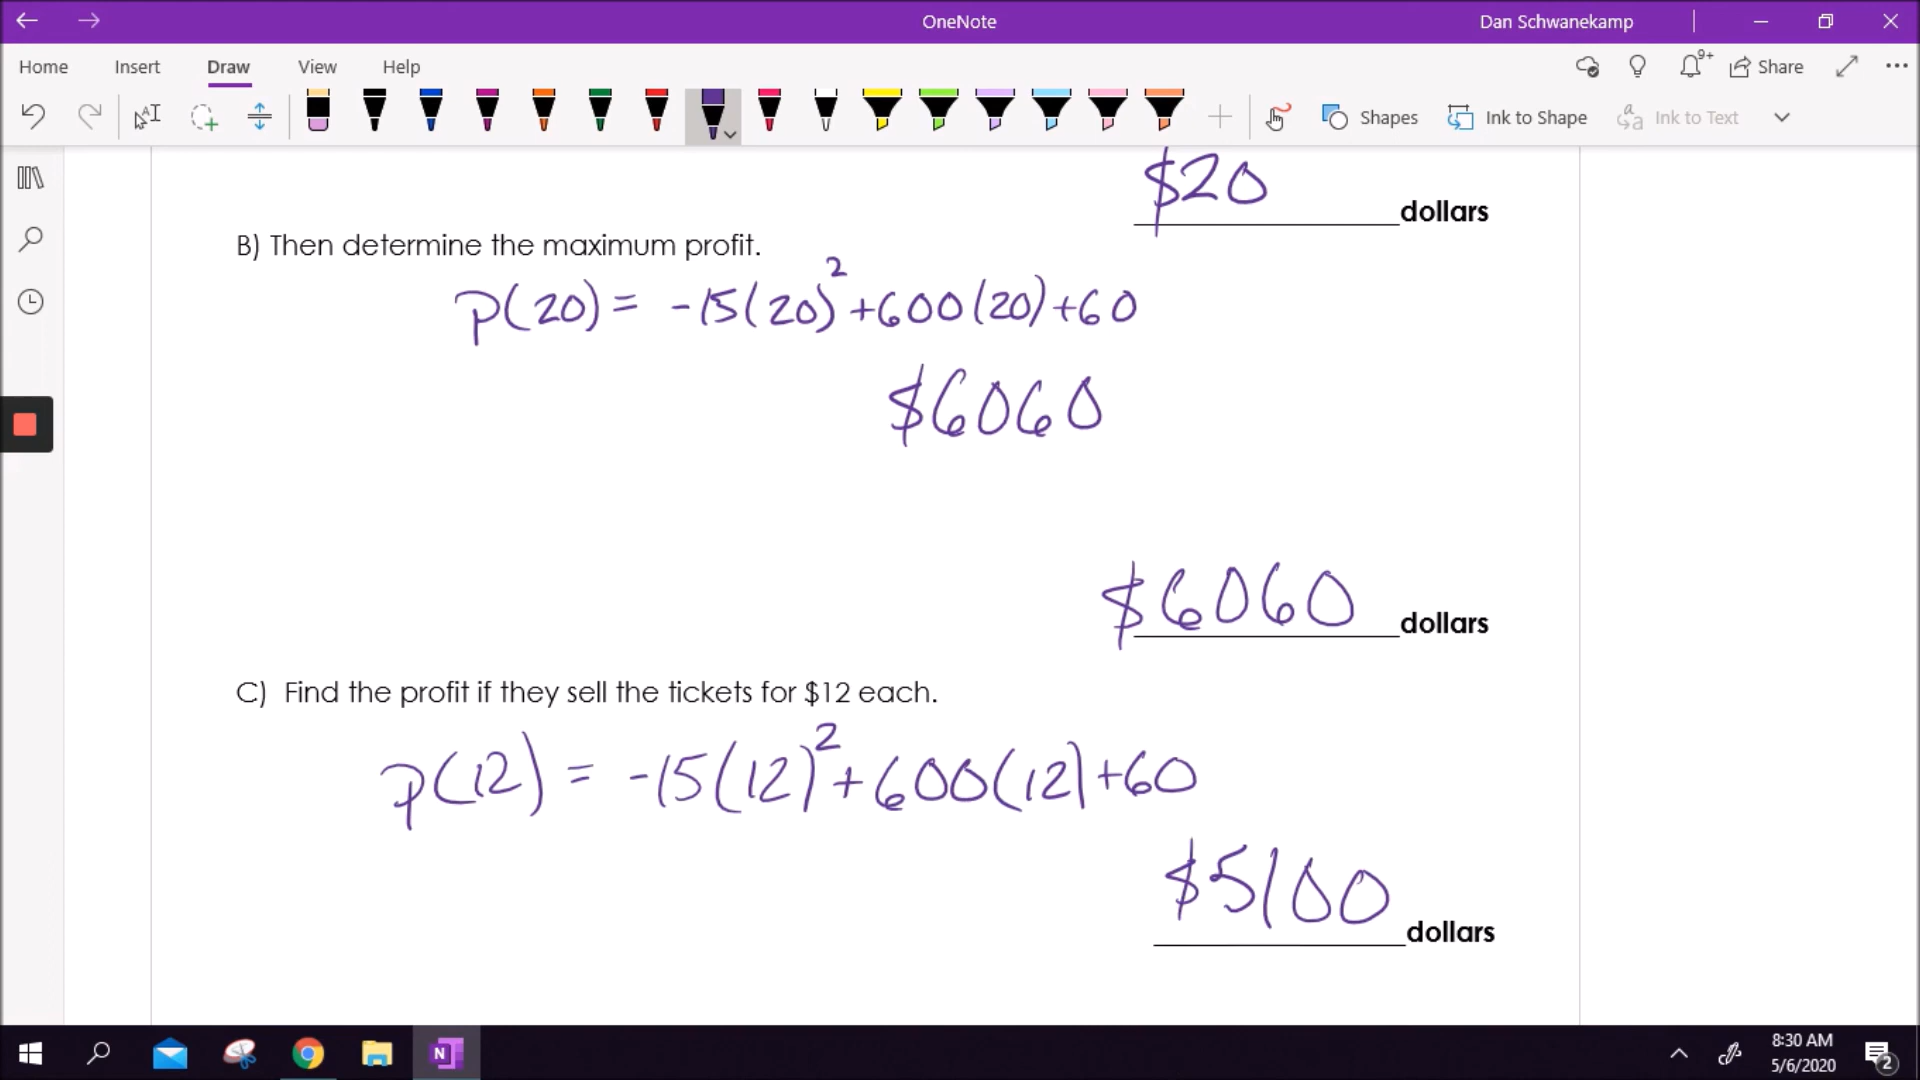 OneNote
Dan Schwanekamp
Home Insert Draw View Help
9+
Share
Shapes
Ink to Shape
Ink to Text
$20
dollars
B) Then determine the maximum profit.
p(20) = -15(20)²+600(20)+60
$6060
$6060
dollars
C) Find the profit if they sell the tickets for $12 each.
p(12) = -15(12)²+600(12)+60
$5100
dollars
8:30 AM
5/6/2020
2